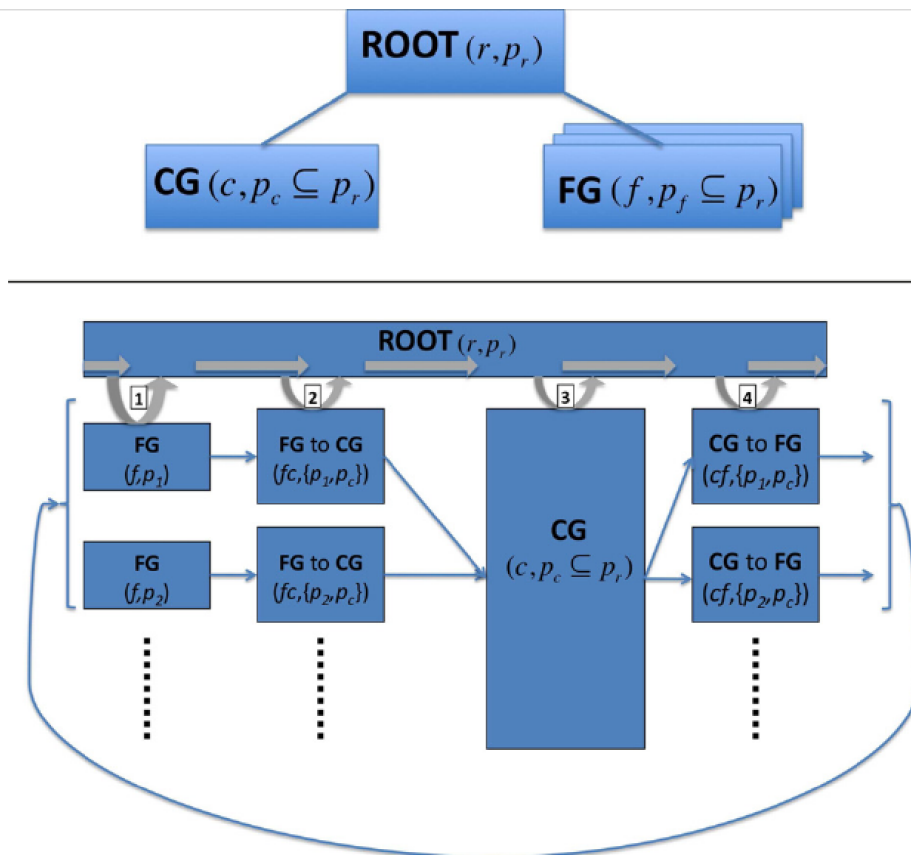 ROOT (r, p_r)
CG (c, p_c ⊆ p_r)
FG (f, p_f ⊆ p_r)
ROOT (r, p_r)
1
2
3
4
FG
(f,p_1)
FG to CG
(fc,{p_1,p_c})
CG to FG
(cf,{p_1,p_c})
CG
(c, p_c ⊆ p_r)
FG
(f,p_2)
FG to CG
(fc,{p_2,p_c})
CG to FG
(cf,{p_2,p_c})